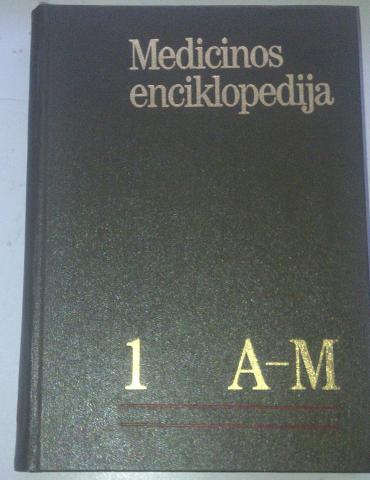 Medicinos
enciklopedija
1 A–M